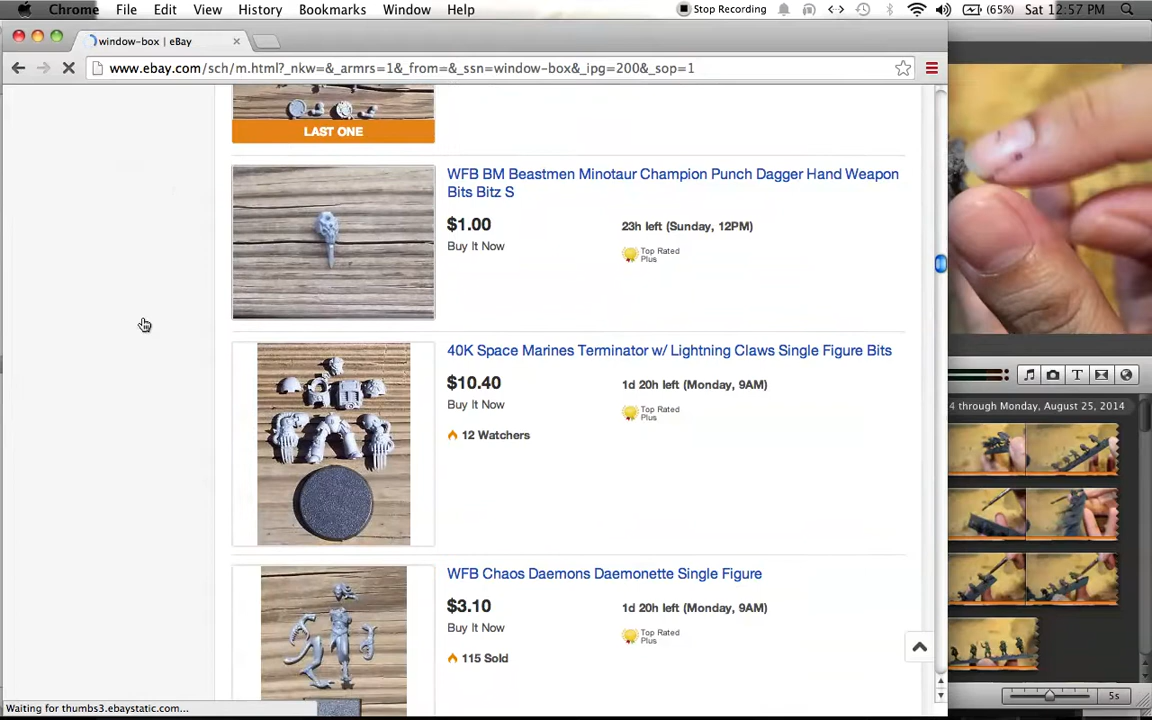 Chrome File Edit View History Bookmarks Window Help Stop Recording (65%) Sat 12:57 PM
window-box | eBay
www.ebay.com/sch/m.html?_nkw=&_armrs=1&_from=&_ssn=window-box&_ipg=200&_sop=1
LAST ONE
WFB BM Beastmen Minotaur Champion Punch Dagger Hand Weapon
Bits Bitz S
$1.00
23h left (Sunday, 12PM)
Buy It Now
Top Rated
Plus
40K Space Marines Terminator w/ Lightning Claws Single Figure Bits
$10.40
1d 20h left (Monday, 9AM)
Buy It Now
Top Rated
Plus
12 Watchers
4 through Monday, August 25, 2014
WFB Chaos Daemons Daemonette Single Figure
$3.10
1d 20h left (Monday, 9AM)
Buy It Now
Top Rated
Plus
115 Sold
5s
Waiting for thumbs3.ebaystatic.com...